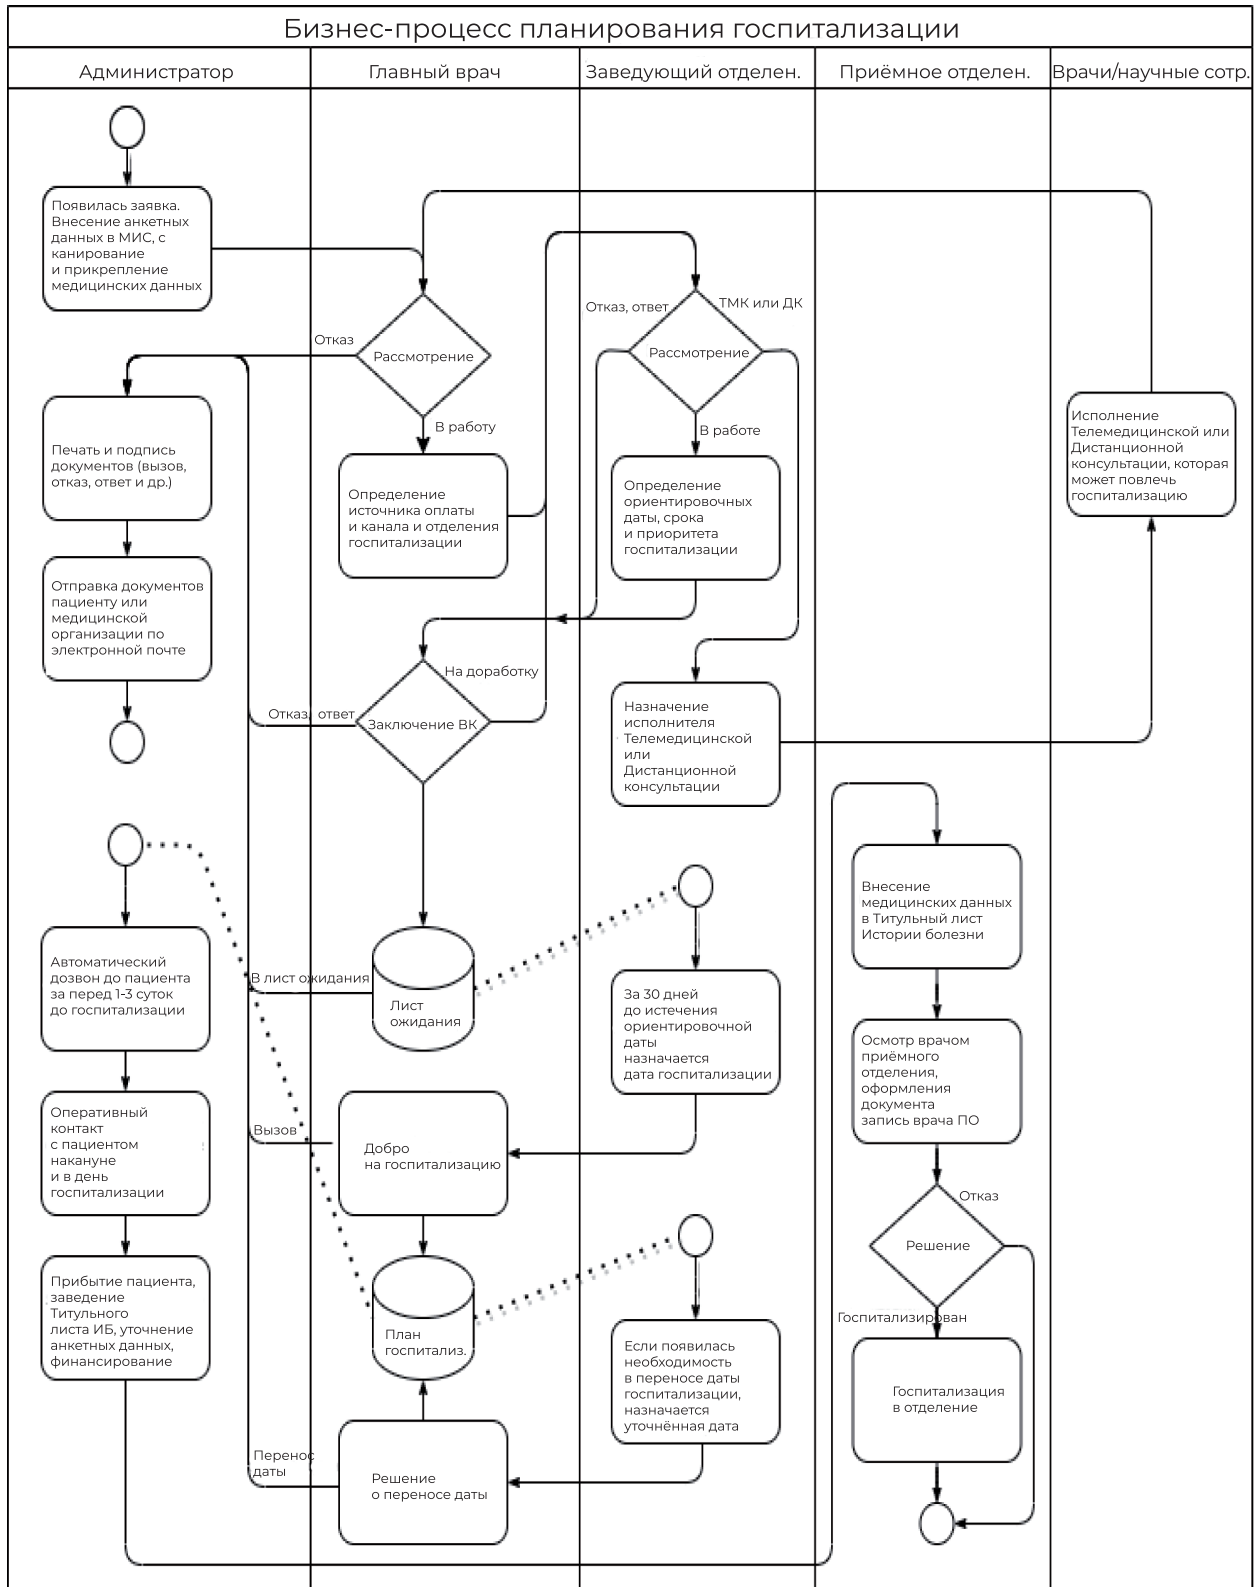 Бизнес-процесс планирования госпитализации
Администратор
Главный врач
Заведующий отделен.
Приёмное отделен.
Врачи/научные сотр.
Появилась заявка.
Внесение анкетных
данных в МИС, с
канирование
и прикрепление
медицинских данных
Отказ
Рассмотрение
В работу
Отказ, ответ
ТМК или ДК
Рассмотрение
В работе
Печать и подпись
документов (вызов,
отказ, ответ и др.)
Определение
источника оплаты
и канала и отделения
госпитализации
Определение
ориентировочных
даты, срока
и приоритета
госпитализации
Исполнение
Телемедицинской или
Дистанционной
консультации, которая
может повлечь
госпитализацию
Отправка документов
пациенту или
медицинской
организации по
электронной почте
На доработку
Отказ, ответ
Заключение ВК
Назначение
исполнителя
Телемедицинской
или
Дистанционной
консультации
Внесение
медицинских данных
в Титульный лист
Истории болезни
Автоматический
дозвон до пациента
за перед 1-3 суток
до госпитализации
В лист ожидания
Лист
ожидания
За 30 дней
до истечения
ориентировочной
даты
назначается
дата госпитализации
Осмотр врачом
приёмного
отделения,
оформления
документа
запись врача ПО
Оперативный
контакт
с пациентом
накануне
и в день
госпитализации
Вызов
Добро
на госпитализацию
Отказ
Решение
Госпитализирован
Прибытие пациента,
заведение
Титульного
листа ИБ, уточнение
анкетных данных,
финансирование
План
госпитализ.
Если появилась
необходимость
в переносе даты
госпитализации,
назначается
уточнённая дата
Госпитализация
в отделение
Перенос
даты
Решение
о переносе даты